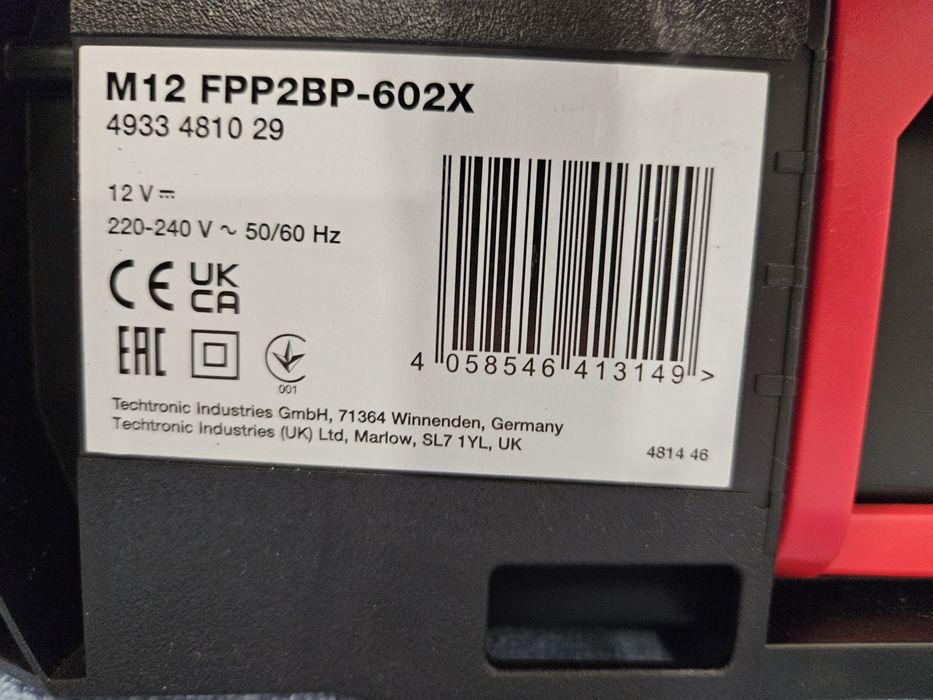 M12 FPP2BP-602X
4933 4810 29
12 V ⎓
220-240 V ~ 50/60 Hz
CE UK CA
EAC
001
4 058546 413149 >
Techtronic Industries GmbH, 71364 Winnenden, Germany
Techtronic Industries (UK) Ltd, Marlow, SL7 1YL, UK
4814 46